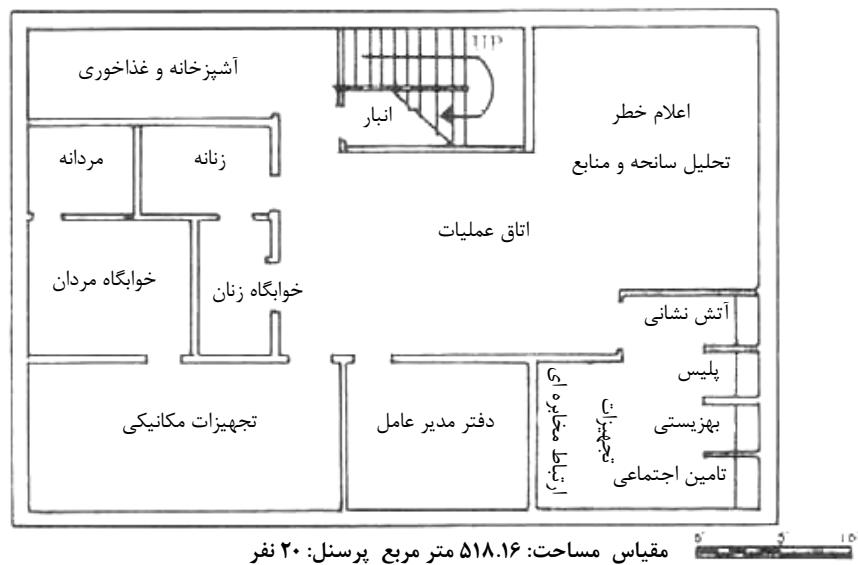 UP
آشپزخانه و غذاخوری
انبار
اعلام خطر
تحلیل سانحه و منابع
مردانه
زنانه
اتاق عملیات
خوابگاه مردان
خوابگاه زنان
آتش نشانی
پلیس
بهزیستی
تامین اجتماعی
تجهیزات
ارتباط مخابره ای
دفتر مدیر عامل
تجهیزات مکانیکی
مقیاس مساحت: ۵۱۸.۱۶ متر مربع پرسنل: ۲۰ نفر